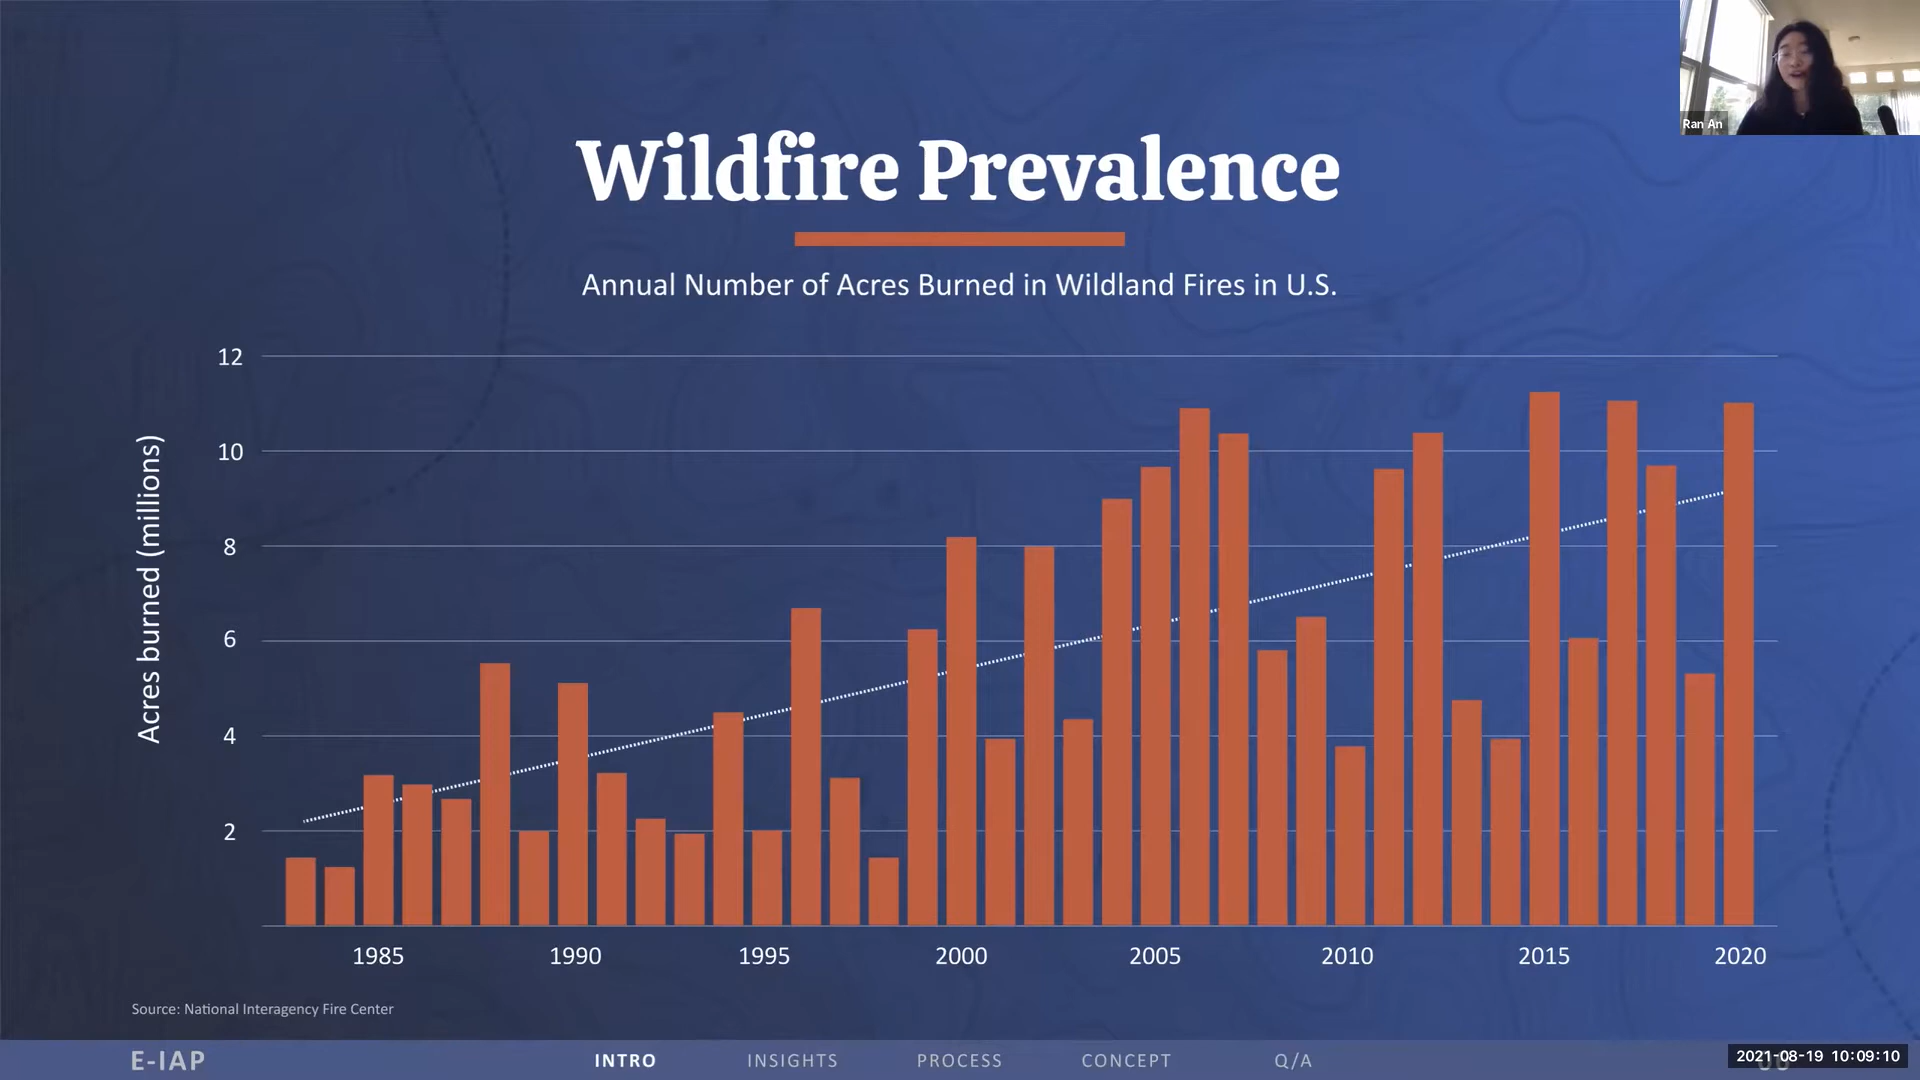 Ran An
Wildfire Prevalence
Annual Number of Acres Burned in Wildland Fires in U.S.
Acres burned (millions)
12
10
8
6
4
2
1985 1990 1995 2000 2005 2010 2015 2020
Source: National Interagency Fire Center
E-IAP INTRO INSIGHTS PROCESS CONCEPT Q/A
2021-08-19 10:09:10